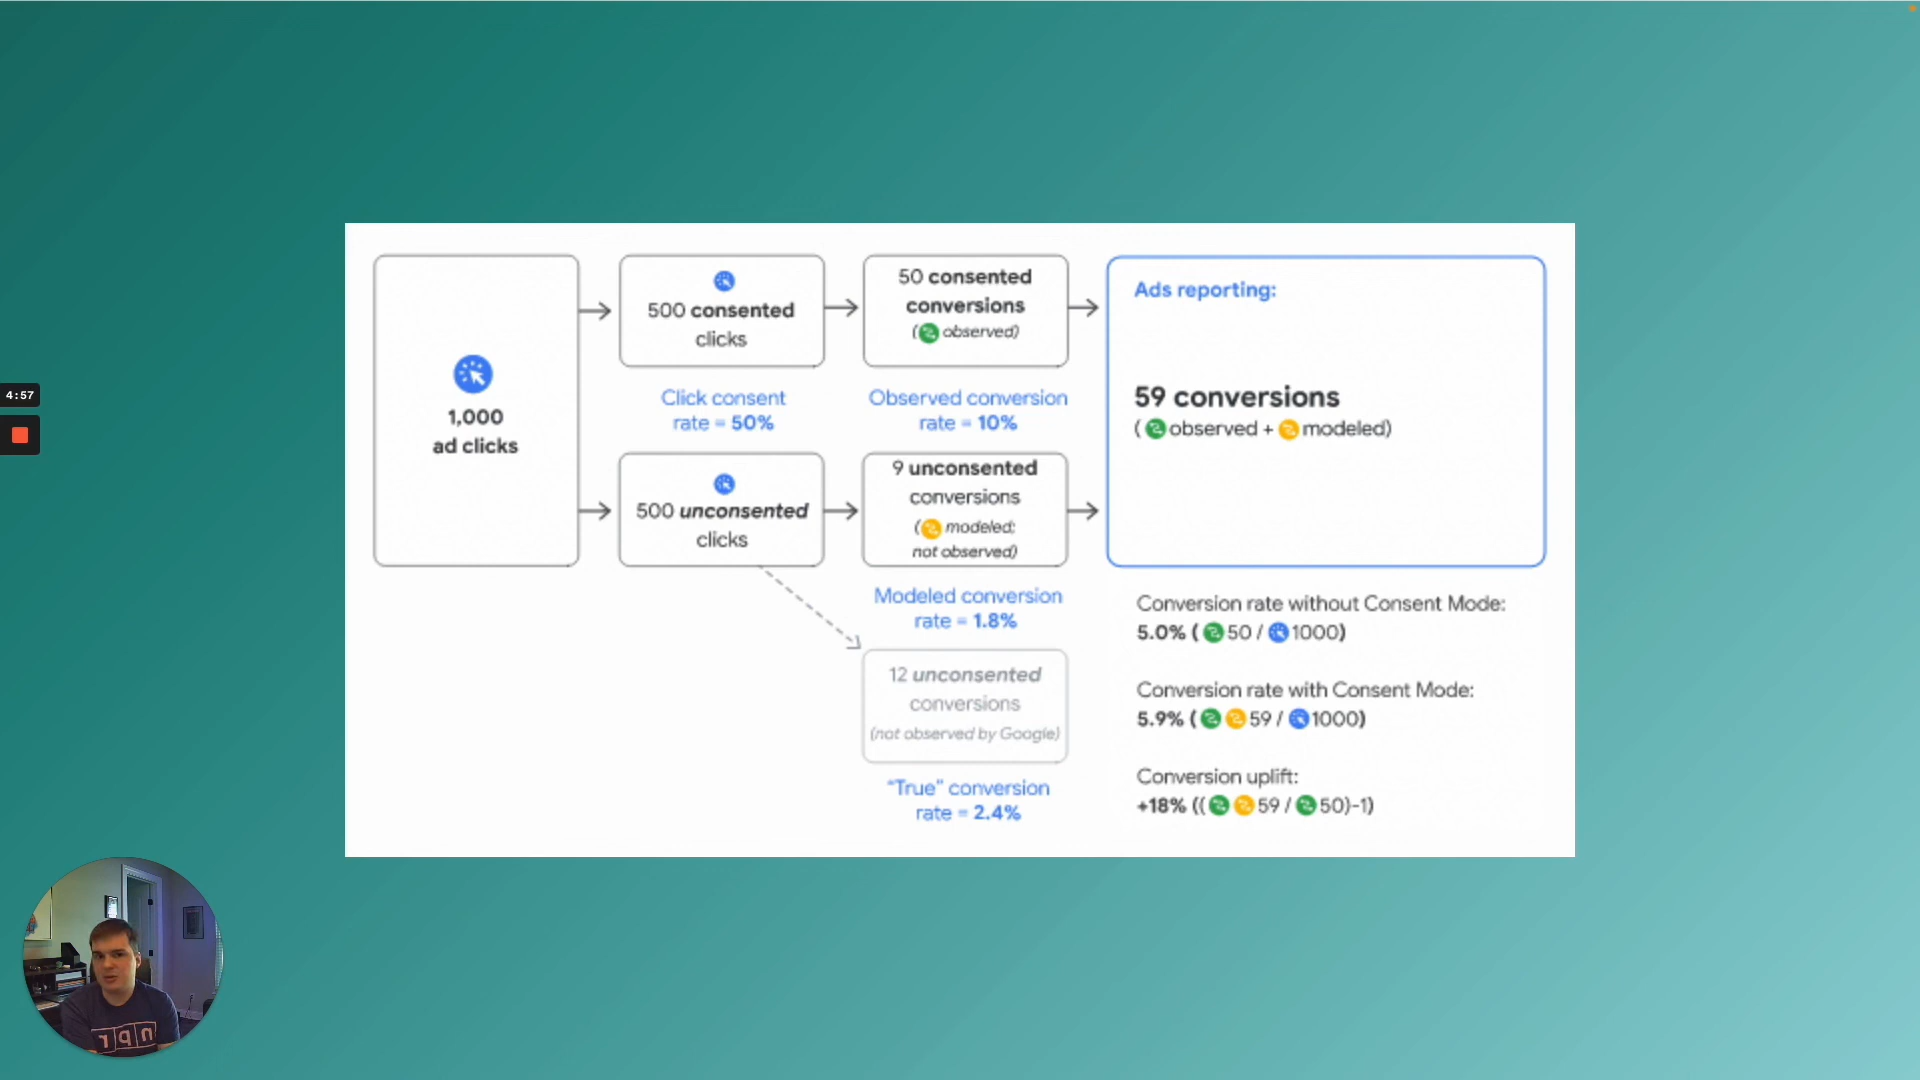 1,000
ad clicks
500 consented
clicks
Click consent
rate = 50%
500 unconsented
clicks
50 consented
conversions
(observed)
Observed conversion
rate = 10%
9 unconsented
conversions
(modeled;
not observed)
Modeled conversion
rate = 1.8%
12 unconsented
conversions
(not observed by Google)
“True” conversion
rate = 2.4%
Ads reporting:
59 conversions
(observed + modeled)
Conversion rate without Consent Mode:
5.0% (50 / 1000)
Conversion rate with Consent Mode:
5.9% (59 / 1000)
Conversion uplift:
+18% ((59 / 50)-1)
4:57
npr